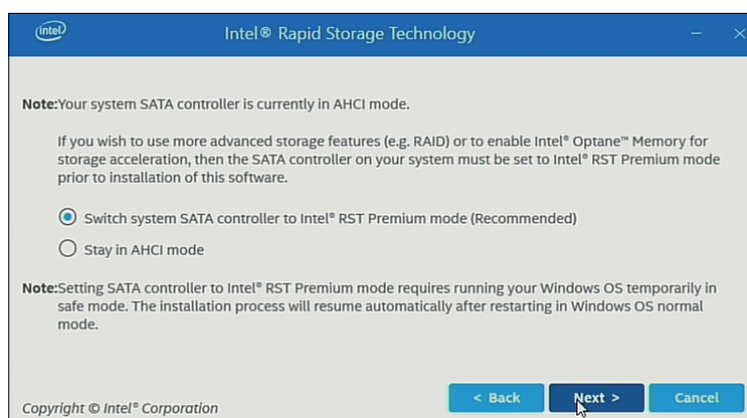 intel
Intel® Rapid Storage Technology
Note:Your system SATA controller is currently in AHCI mode.
If you wish to use more advanced storage features (e.g. RAID) or to enable Intel® Optane™ Memory for
storage acceleration, then the SATA controller on your system must be set to Intel® RST Premium mode
prior to installation of this software.
Switch system SATA controller to Intel® RST Premium mode (Recommended)
Stay in AHCI mode
Note:Setting SATA controller to Intel® RST Premium mode requires running your Windows OS temporarily in
safe mode. The installation process will resume automatically after restarting in Windows OS normal
mode.
< Back Next > Cancel
Copyright © Intel® Corporation